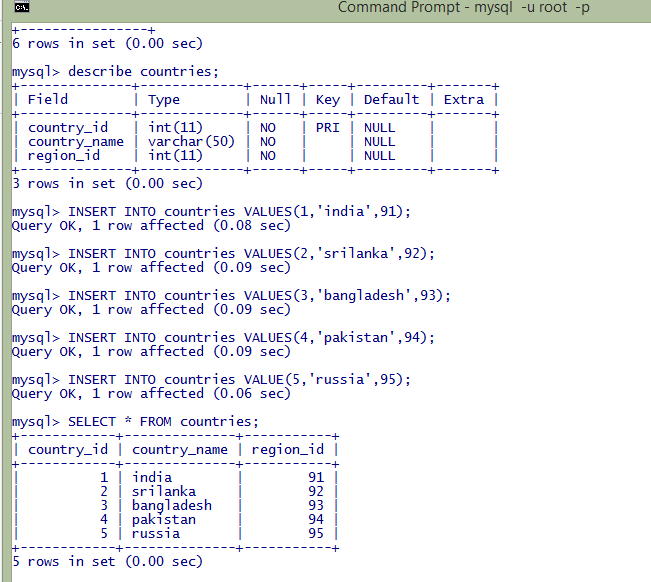 Command Prompt - mysql -u root -p
+----------------+
6 rows in set (0.00 sec)
mysql> describe countries;
+--------------+-------------+------+-----+---------+-------+
| Field        | Type        | Null | Key | Default | Extra |
+--------------+-------------+------+-----+---------+-------+
| country_id   | int(11)     | NO   | PRI | NULL    |       |
| country_name | varchar(50) | NO   |     | NULL    |       |
| region_id    | int(11)     | NO   |     | NULL    |       |
+--------------+-------------+------+-----+---------+-------+
3 rows in set (0.00 sec)
mysql> INSERT INTO countries VALUES(1,'india',91);
Query OK, 1 row affected (0.08 sec)
mysql> INSERT INTO countries VALUES(2,'srilanka',92);
Query OK, 1 row affected (0.09 sec)
mysql> INSERT INTO countries VALUES(3,'bangladesh',93);
Query OK, 1 row affected (0.09 sec)
mysql> INSERT INTO countries VALUES(4,'pakistan',94);
Query OK, 1 row affected (0.09 sec)
mysql> INSERT INTO countries VALUE(5,'russia',95);
Query OK, 1 row affected (0.06 sec)
mysql> SELECT * FROM countries;
+------------+--------------+-----------+
| country_id | country_name | region_id |
+------------+--------------+-----------+
|          1 | india        |        91 |
|          2 | srilanka     |        92 |
|          3 | bangladesh   |        93 |
|          4 | pakistan     |        94 |
|          5 | russia       |        95 |
+------------+--------------+-----------+
5 rows in set (0.00 sec)